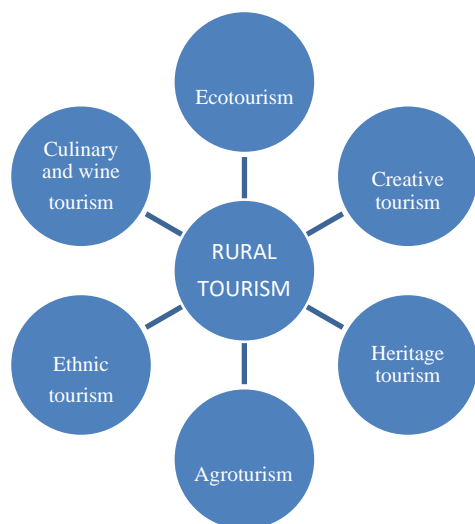 Ecotourism
Culinary
and wine
tourism
Creative
tourism
RURAL
TOURISM
Ethnic
tourism
Heritage
tourism
Agroturism